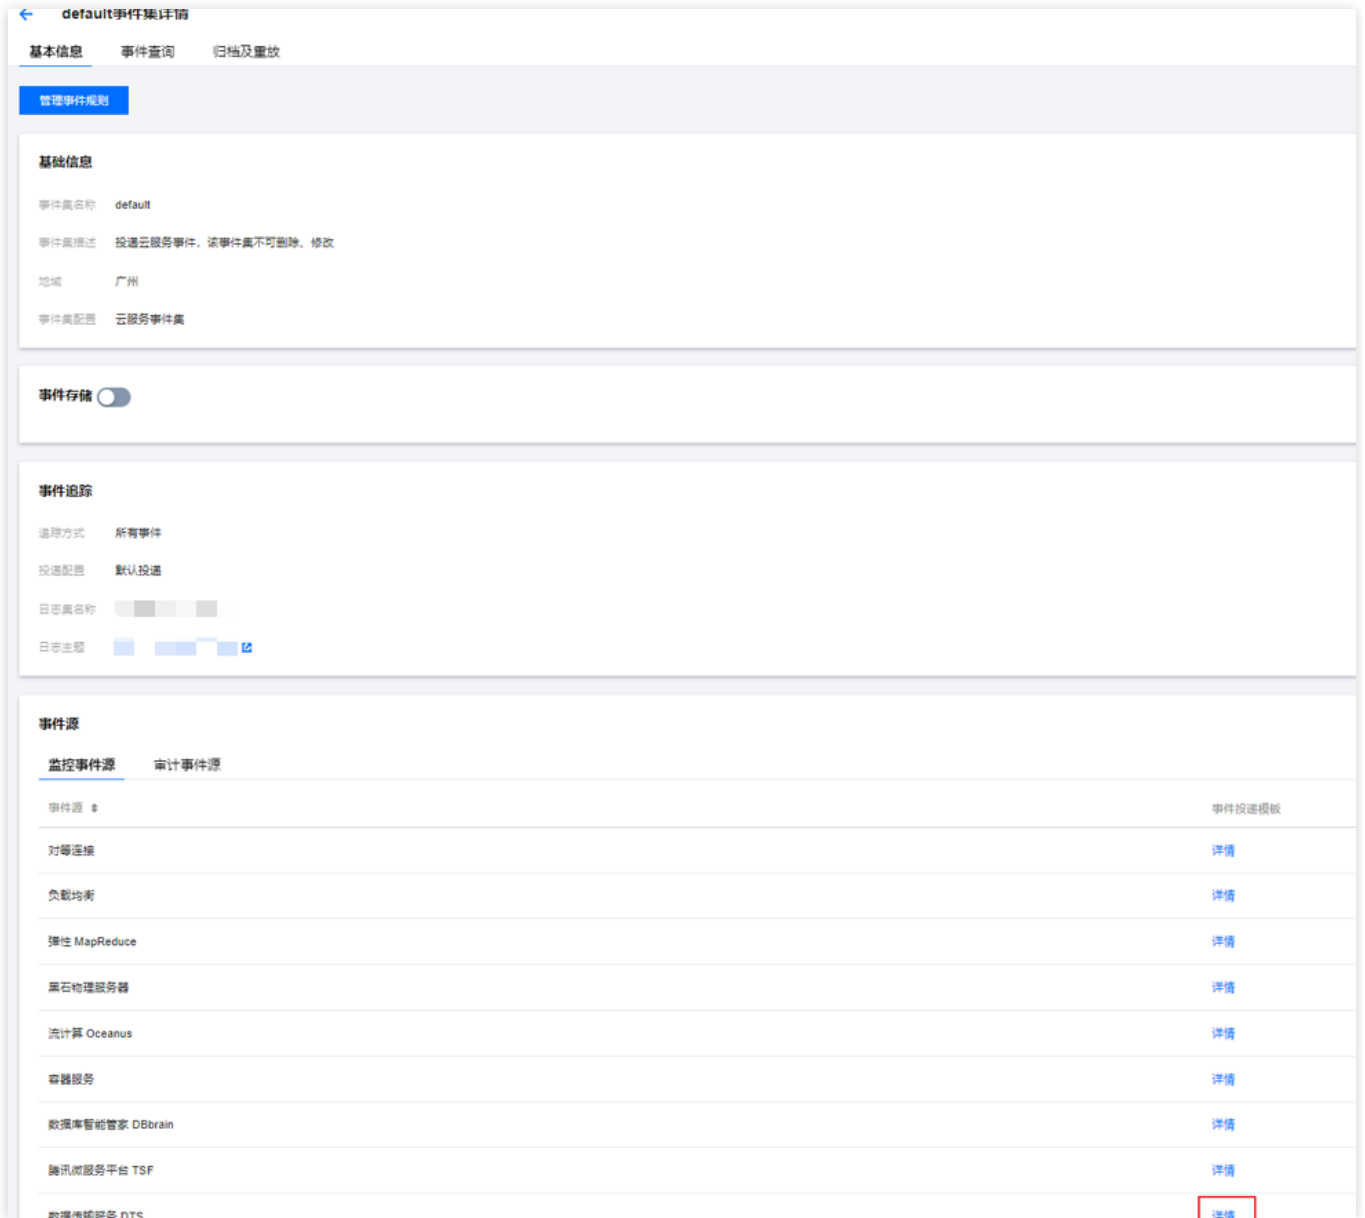 default事件集详情
基本信息 事件查询 归档及重放
管理事件规则
基础信息
事件集名称 default
事件集描述 投递云服务事件，该事件集不可删除、修改
地域 广州
事件集配置 云服务事件集
事件存储
事件追踪
追踪方式 所有事件
投递配置 默认投递
日志集名称
日志主题
事件源
监控事件源 审计事件源
事件源 事件投递模板
对等连接 详情
负载均衡 详情
弹性 MapReduce 详情
黑石物理服务器 详情
流计算 Oceanus 详情
容器服务 详情
数据库智能管家 DBbrain 详情
腾讯微服务平台 TSF 详情
数据传输服务 DTS 详情